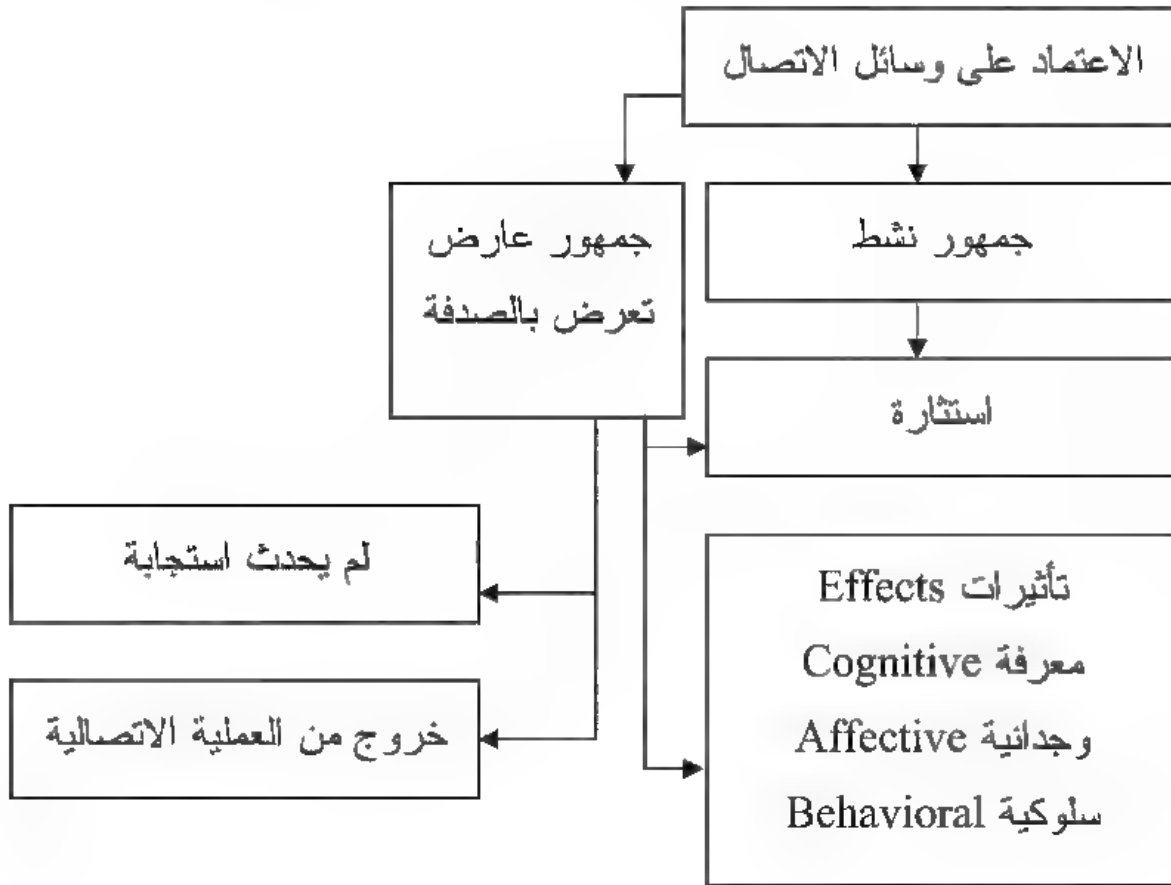 الاعتماد على وسائل الاتصال
جمهور نشط
جمهور عارض
تعرض بالصدفة
استثارة
لم يحدث استجابة
خروج من العملية الاتصالية
تأثيرات Effects
معرفة Cognitive
وجدانية Affective
سلوكية Behavioral